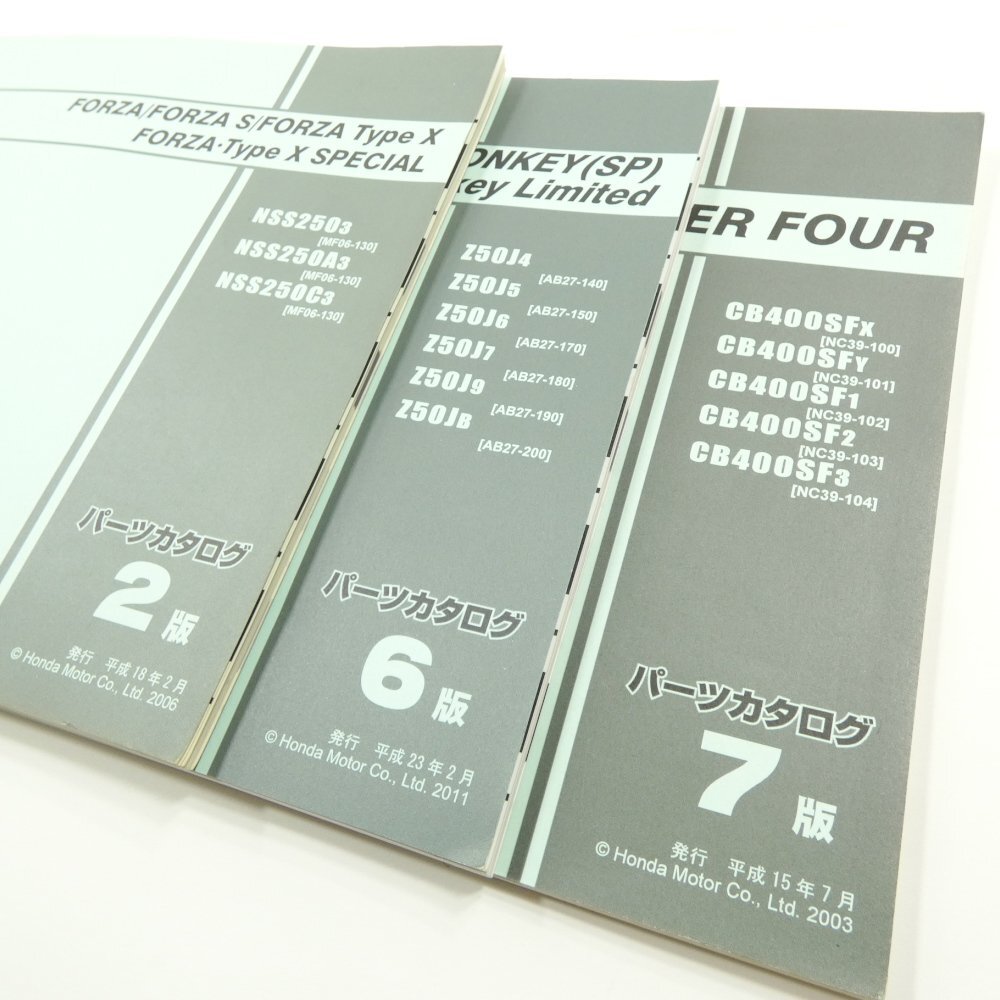 FORZA/FORZA S/FORZA Type X
FORZA·Type X SPECIAL
NSS2503
[MF06-130]
NSS250A3
[MF06-130]
NSS250C3
[MF06-130]
パーツカタログ
2版
発行 平成18年2月
© Honda Motor Co., Ltd. 2006
ONKEY(SP)
key Limited
Z50J4
[AB27-140]
Z50J5
[AB27-150]
Z50J6
[AB27-170]
Z50J7
[AB27-180]
Z50J9
[AB27-190]
Z50JB
[AB27-200]
パーツカタログ
6版
発行 平成23年2月
© Honda Motor Co., Ltd. 2011
ER FOUR
CB400SFX
[NC39-100]
CB400SFY
[NC39-101]
CB400SF1
[NC39-102]
CB400SF2
[NC39-103]
CB400SF3
[NC39-104]
パーツカタログ
7版
発行 平成15年7月
© Honda Motor Co., Ltd. 2003